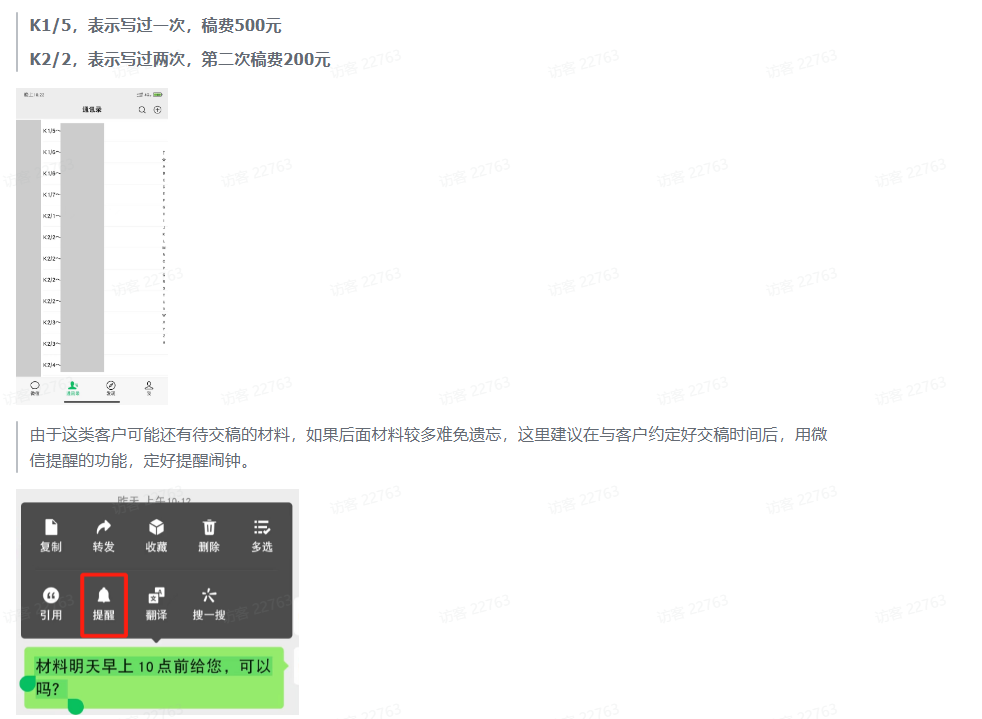 K1/5，表示写过一次，稿费500元
K2/2，表示写过两次，第二次稿费200元
通讯录
K1/5~
K1/6~
K1/6~
K1/7~
K2/1~
K2/2~
K2/2~
K2/2~
K2/2~
K2/3~
K2/3~
K2/4~
微信
通讯录
发现
我
由于这类客户可能还有待交稿的材料，如果后面材料较多难免遗忘，这里建议在与客户约定好交稿时间后，用微
信提醒的功能，定好提醒闹钟。
昨天 上午10:12
复制 转发 收藏 删除 多选
引用 提醒 翻译 搜一搜
材料明天早上 10 点前给您，可以
吗？
访客 22763